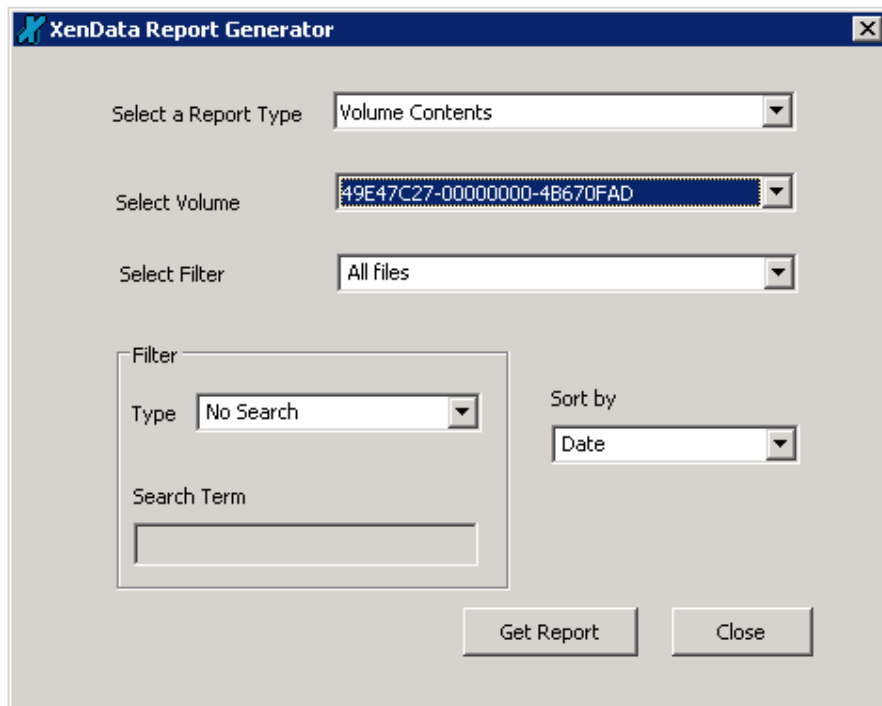 XenData Report Generator
Select a Report Type
Volume Contents
Select Volume
49E47C27-00000000-4B670FAD
Select Filter
All files
Filter
Type
No Search
Sort by
Date
Search Term
Get Report
Close